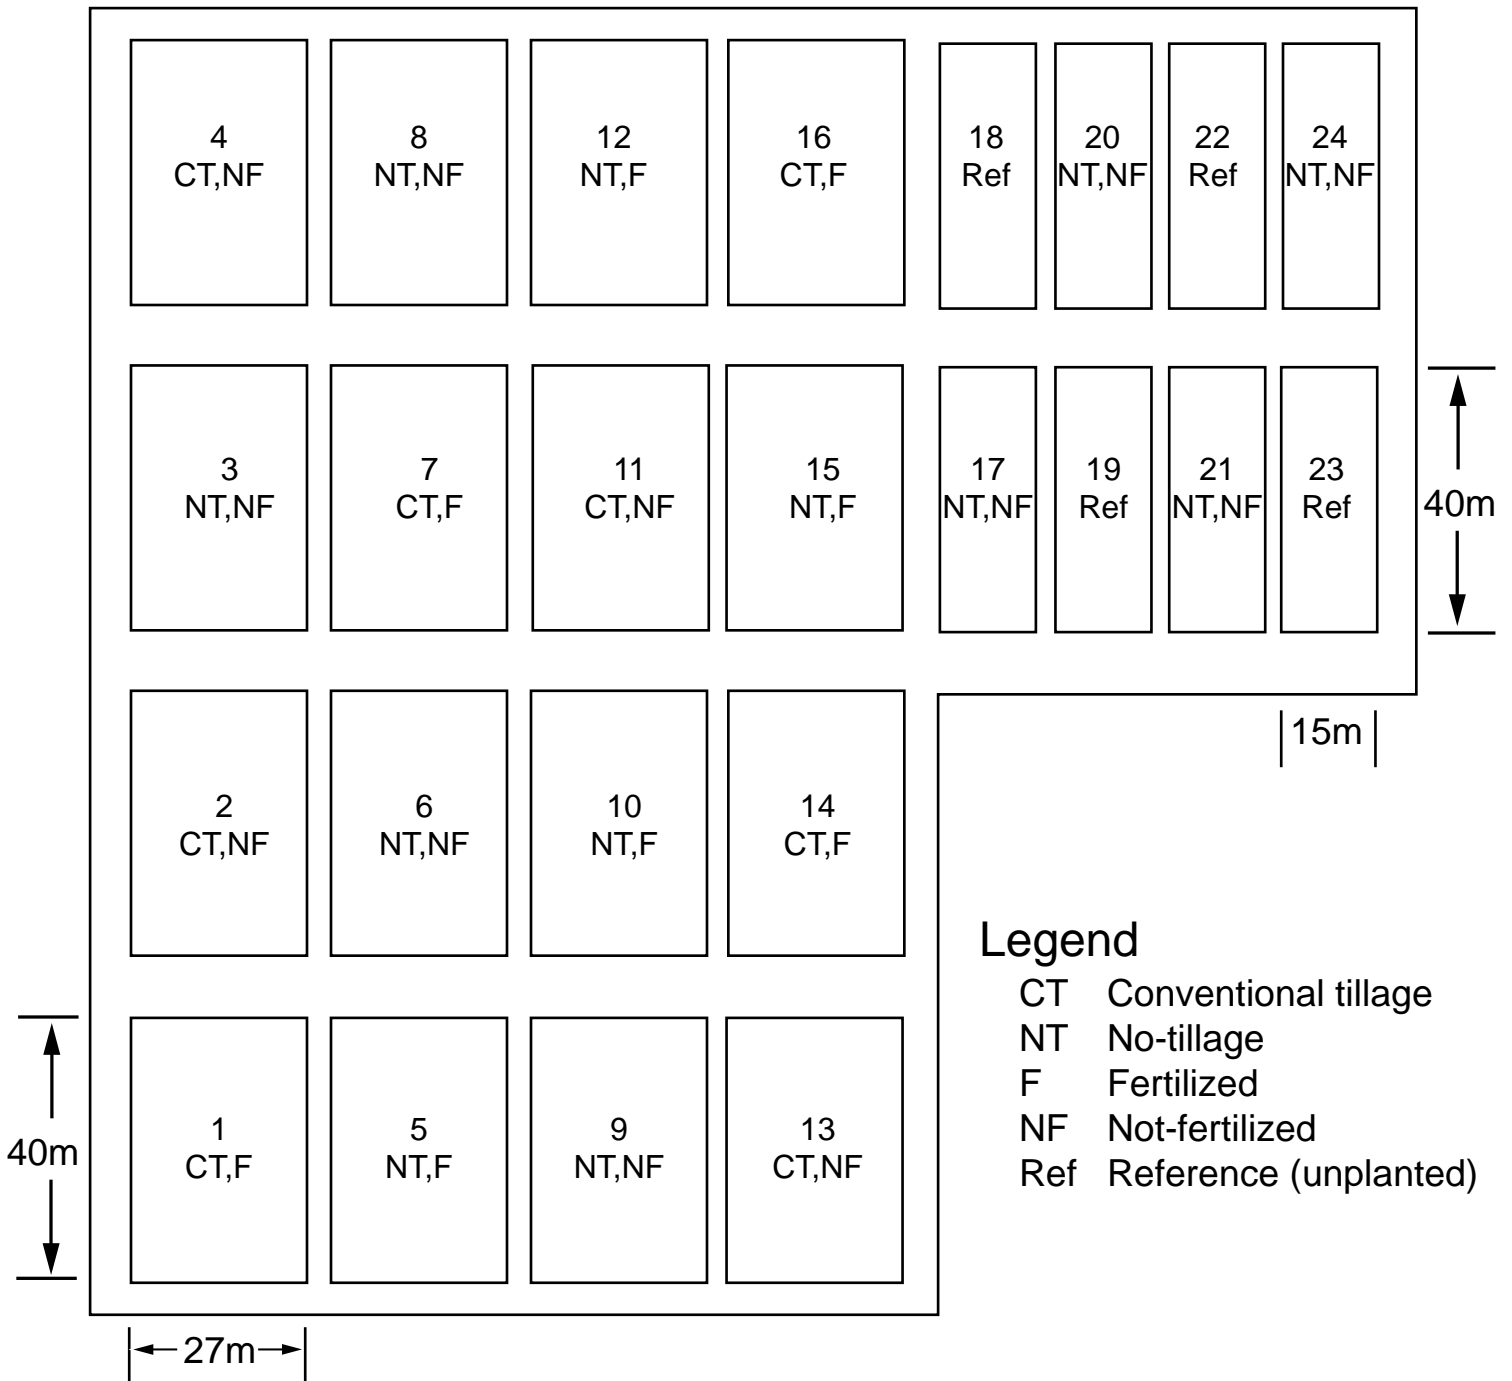 4
CT,NF
8
NT,NF
12
NT,F
16
CT,F
18
Ref
20
NT,NF
22
Ref
24
NT,NF
3
NT,NF
7
CT,F
11
CT,NF
15
NT,F
17
NT,NF
19
Ref
21
NT,NF
23
Ref
40m
15m
2
CT,NF
6
NT,NF
10
NT,F
14
CT,F
Legend
CT Conventional tillage
NT No-tillage
F Fertilized
NF Not-fertilized
Ref Reference (unplanted)
40m
1
CT,F
5
NT,F
9
NT,NF
13
CT,NF
27m